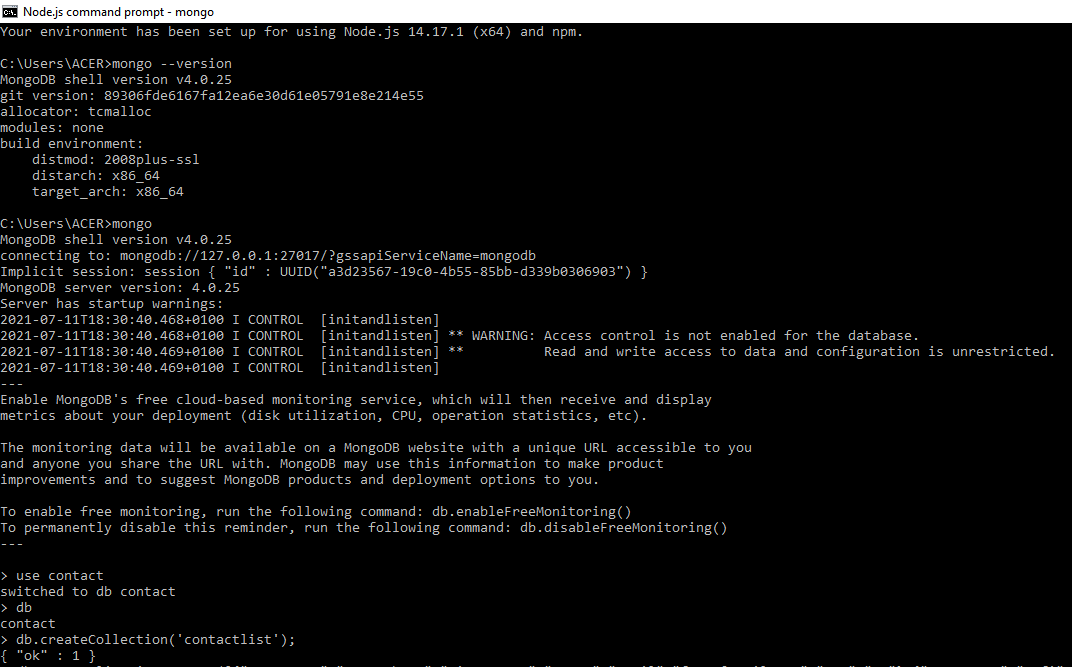 Node.js command prompt - mongo
Your environment has been set up for using Node.js 14.17.1 (x64) and npm.
C:\Users\ACER>mongo --version
MongoDB shell version v4.0.25
git version: 89306fde6167fa12ea6e30d61e05791e8e214e55
allocator: tcmalloc
modules: none
build environment:
    distmod: 2008plus-ssl
    distarch: x86_64
    target_arch: x86_64
C:\Users\ACER>mongo
MongoDB shell version v4.0.25
connecting to: mongodb://127.0.0.1:27017/?gssapiServiceName=mongodb
Implicit session: session { "id" : UUID("a3d23567-19c0-4b55-85bb-d339b0306903") }
MongoDB server version: 4.0.25
Server has startup warnings:
2021-07-11T18:30:40.468+0100 I CONTROL  [initandlisten]
2021-07-11T18:30:40.468+0100 I CONTROL  [initandlisten] ** WARNING: Access control is not enabled for the database.
2021-07-11T18:30:40.469+0100 I CONTROL  [initandlisten] **          Read and write access to data and configuration is unrestricted.
2021-07-11T18:30:40.469+0100 I CONTROL  [initandlisten]
---
Enable MongoDB's free cloud-based monitoring service, which will then receive and display
metrics about your deployment (disk utilization, CPU, operation statistics, etc).
The monitoring data will be available on a MongoDB website with a unique URL accessible to you
and anyone you share the URL with. MongoDB may use this information to make product
improvements and to suggest MongoDB products and deployment options to you.
To enable free monitoring, run the following command: db.enableFreeMonitoring()
To permanently disable this reminder, run the following command: db.disableFreeMonitoring()
---
> use contact
switched to db contact
> db
contact
> db.createCollection('contactlist');
{ "ok" : 1 }